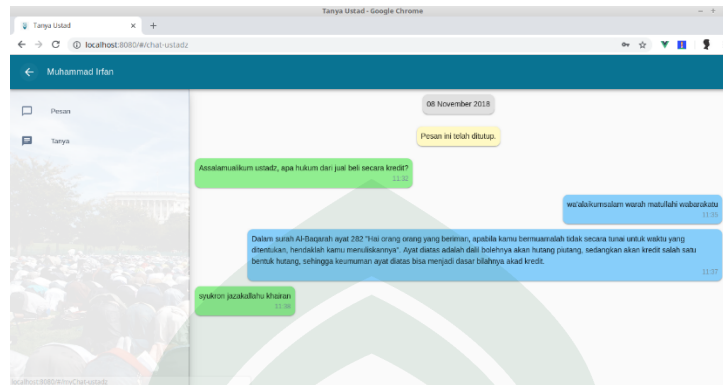 Tanya Ustad - Google Chrome
Tanya Ustad
localhost:8080/#/chat-ustadz
Muhammad Irfan
Pesan
Tanya
08 November 2018
Pesan ini telah ditutup.
Assalamualikum ustadz, apa hukum dari jual beli secara kredit?
11:32
wa'alaikumsalam warah matullahi wabarakatu
11:35
Dalam surah Al-Baqarah ayat 282 "Hai orang orang yang beriman, apabila kamu bermuamalah tidak secara tunai untuk waktu yang
ditentukan, hendaklah kamu menuliskannya". Ayat diatas adalah dalil bolehnya akan hutang piutang, sedangkan akan kredit salah satu
bentuk hutang, sehingga keumuman ayat diatas bisa menjadi dasar bilahnya akad kredit.
11:37
syukron jazakallahu khairan
11:38
localhost:8080/#/myChat-ustadz